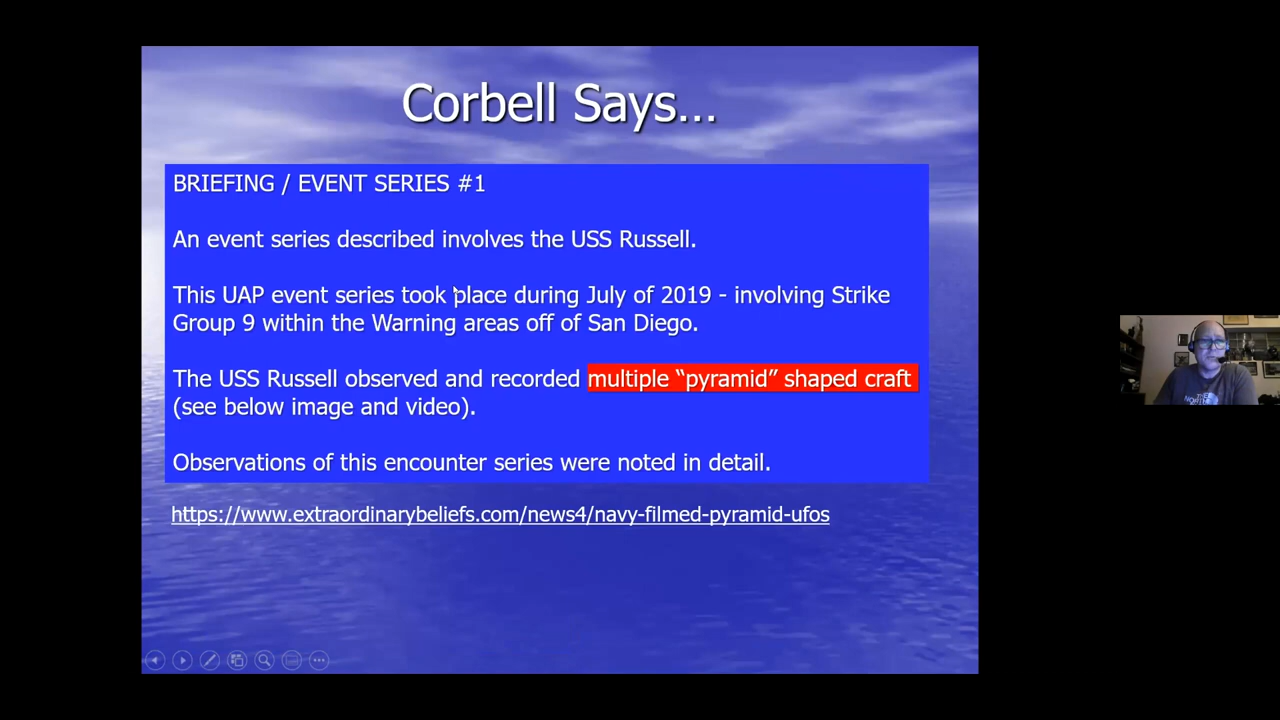 Corbell Says...
BRIEFING / EVENT SERIES #1
An event series described involves the USS Russell.
This UAP event series took place during July of 2019 - involving Strike
Group 9 within the Warning areas off of San Diego.
The USS Russell observed and recorded multiple “pyramid” shaped craft
(see below image and video).
Observations of this encounter series were noted in detail.
https://www.extraordinarybeliefs.com/news4/navy-filmed-pyramid-ufos
THE
NORTH